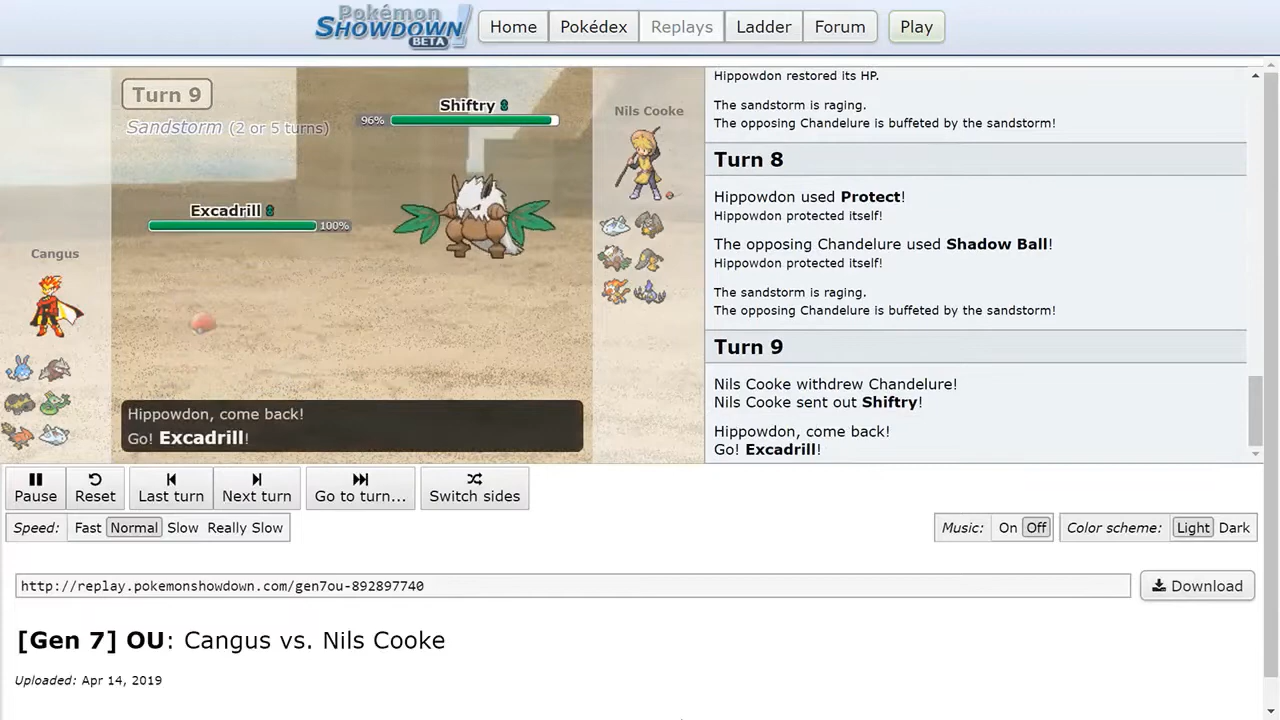 Pokémon
SHOWDOWN!
BETA
Home
Pokédex
Replays
Ladder
Forum
Play
Turn 9
Sandstorm (2 or 5 turns)
Shiftry
96%
Excadrill
100%
Cangus
Nils Cooke
Hippowdon, come back!
Go! Excadrill!
Hippowdon restored its HP.
The sandstorm is raging.
The opposing Chandelure is buffeted by the sandstorm!
Turn 8
Hippowdon used Protect!
Hippowdon protected itself!
The opposing Chandelure used Shadow Ball!
Hippowdon protected itself!
The sandstorm is raging.
The opposing Chandelure is buffeted by the sandstorm!
Turn 9
Nils Cooke withdrew Chandelure!
Nils Cooke sent out Shiftry!
Hippowdon, come back!
Go! Excadrill!
Pause
Reset
Last turn
Next turn
Go to turn...
Switch sides
Speed: Fast Normal Slow Really Slow
Music: On Off
Color scheme: Light Dark
http://replay.pokemonshowdown.com/gen7ou-892897740
Download
[Gen 7] OU: Cangus vs. Nils Cooke
Uploaded: Apr 14, 2019